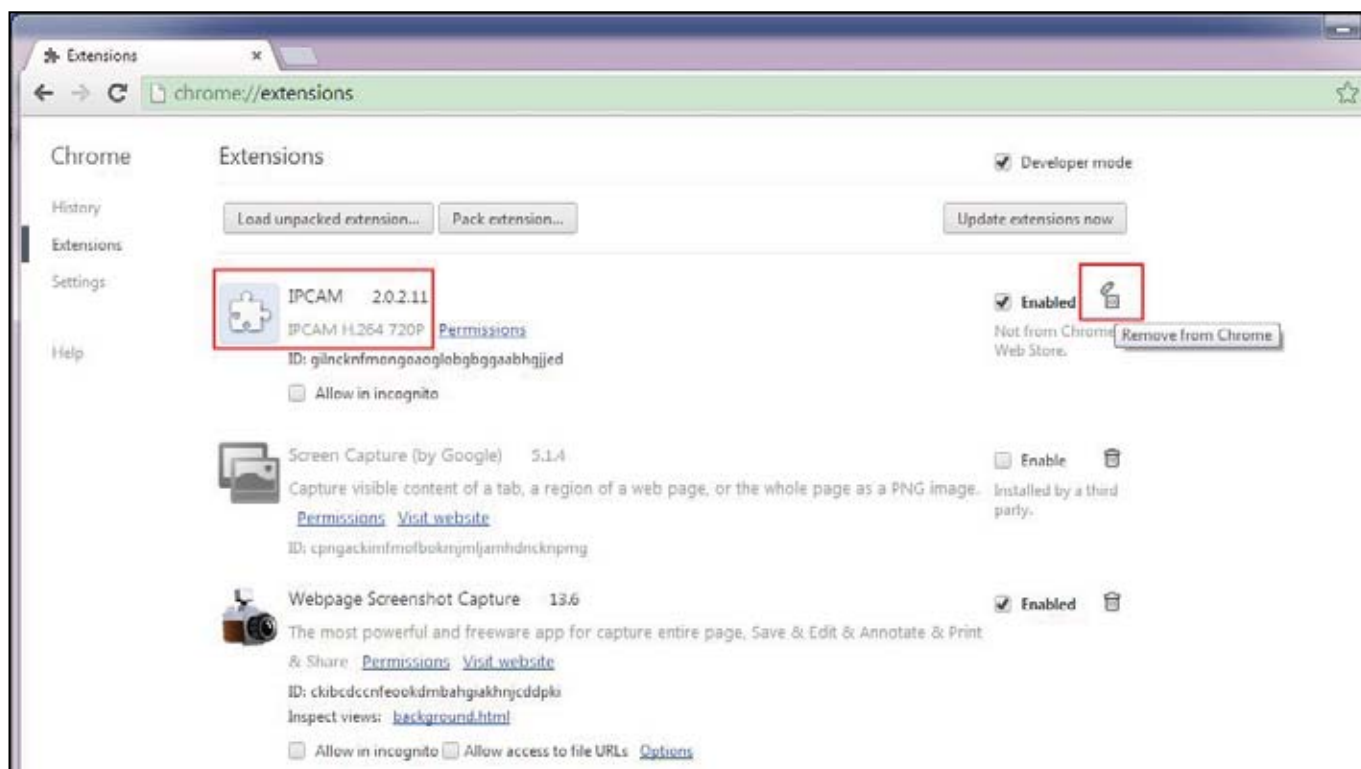 Extensions
chrome://extensions
Chrome
History
Extensions
Settings
Help
Extensions
Developer mode
Load unpacked extension...
Pack extension...
Update extensions now
IPCAM 2.0.2.11
IPCAM H.264 720P Permissions
ID:
Allow in incognito
Enabled
Not from Chrome
Web Store.
Remove from Chrome
Screen Capture (by Google) 5.1.4
Capture visible content of a tab, a region of a web page, or the whole page as a PNG image.
Permissions Visit website
ID:
Enable
Installed by a third
party.
Webpage Screenshot Capture 13.6
The most powerful and freeware app for capture entire page, Save & Edit & Annotate & Print
& Share Permissions Visit website
ID: ckibcdccnfeookdmbahgiakhnjcddpki
Inspect views: background.html
Allow in incognito Allow access to file URLs Options
Enabled